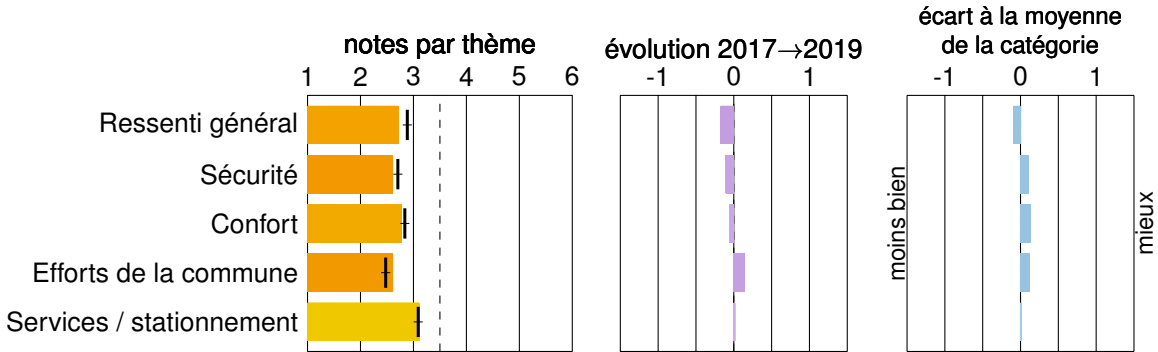 écart à la moyenne
de la catégorie
notes par thème
évolution 2017→2019
1 2 3 4 5 6
-1 0 1
-1 0 1
Ressenti général
Sécurité
Confort
Efforts de la commune
Services / stationnement
moins bien
mieux